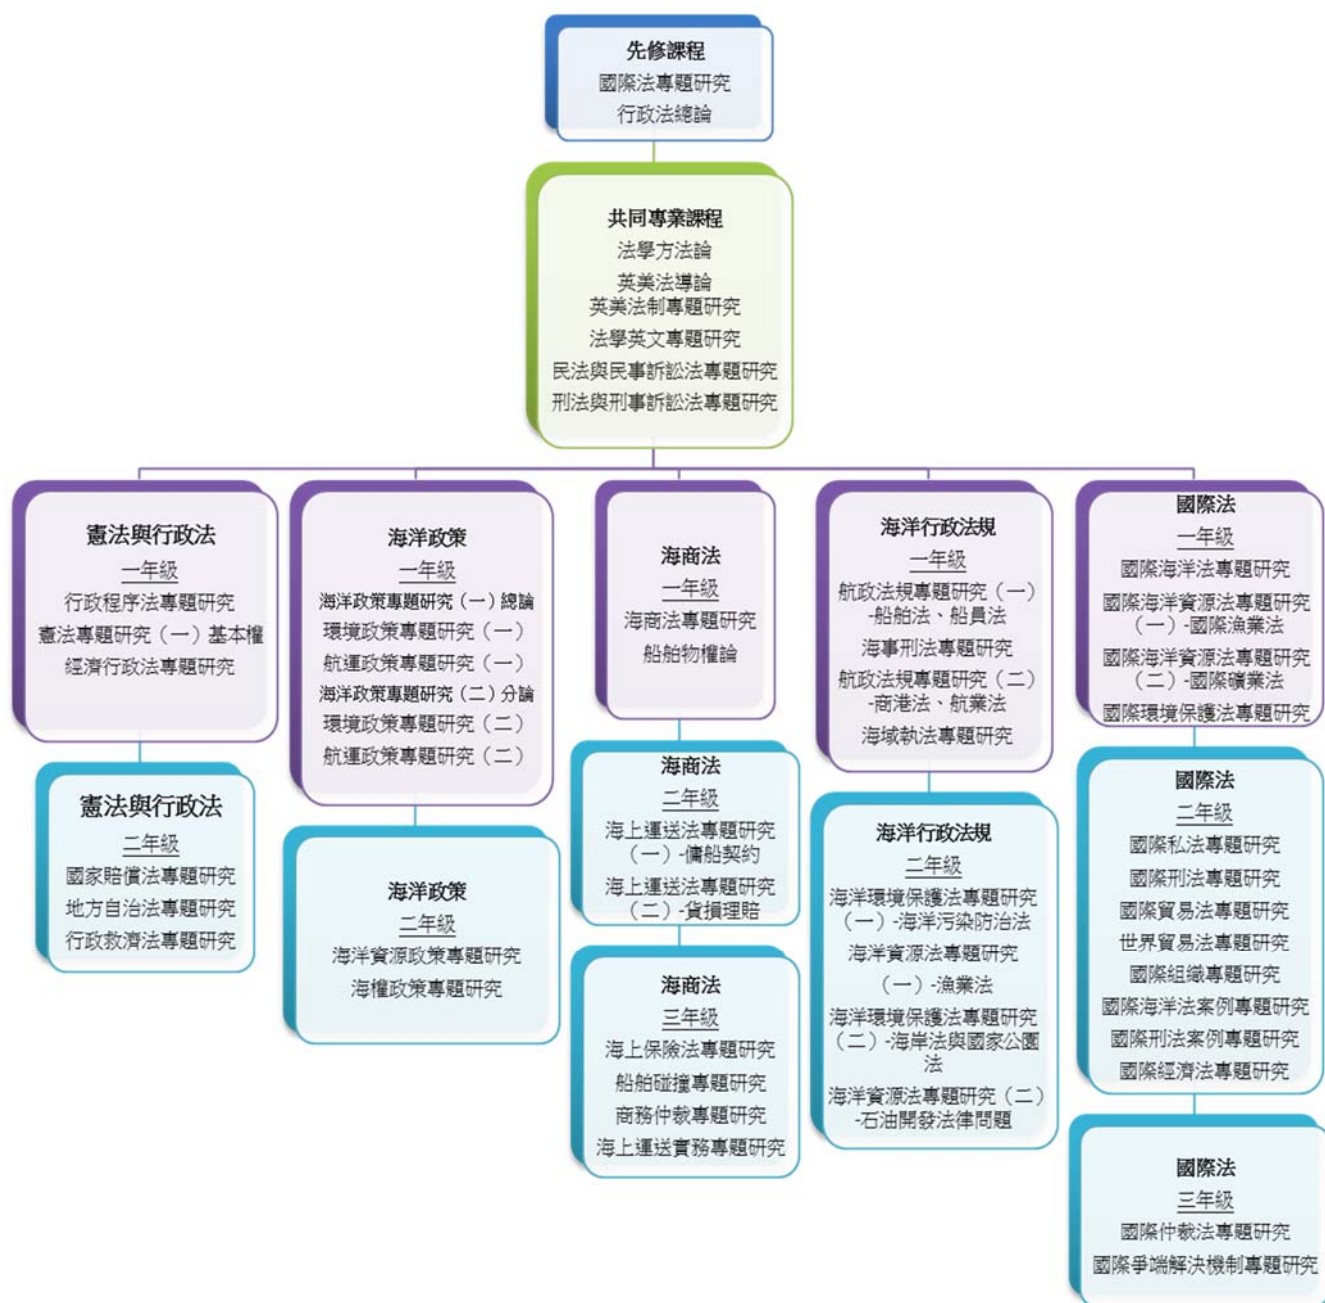 先修課程
國際法專題研究
行政法總論
共同專業課程
法學方法論
英美法導論
英美法制專題研究
法學英文專題研究
民法與民事訴訟法專題研究
刑法與刑事訴訟法專題研究
憲法與行政法
一年級
行政程序法專題研究
憲法專題研究（一）基本權
經濟行政法專題研究
憲法與行政法
二年級
國家賠償法專題研究
地方自治法專題研究
行政救濟法專題研究
海洋政策
一年級
海洋政策專題研究（一）總論
環境政策專題研究（一）
航運政策專題研究（一）
海洋政策專題研究（二）分論
環境政策專題研究（二）
航運政策專題研究（二）
海洋政策
二年級
海洋資源政策專題研究
海權政策專題研究
海商法
一年級
海商法專題研究
船舶物權論
海商法
二年級
海上運送法專題研究
（一）-傭船契約
海上運送法專題研究
（二）-貨損理賠
海商法
三年級
海上保險法專題研究
船舶碰撞專題研究
商務仲裁專題研究
海上運送實務專題研究
海洋行政法規
一年級
航政法規專題研究（一）
-船舶法、船員法
海事刑法專題研究
航政法規專題研究（二）
-商港法、航業法
海域執法專題研究
海洋行政法規
二年級
海洋環境保護法專題研究
（一）-海洋污染防治法
海洋資源法專題研究
（一）-漁業法
海洋環境保護法專題研究
（二）-海岸法與國家公園
法
海洋資源法專題研究（二）
-石油開發法律問題
國際法
一年級
國際海洋法專題研究
國際海洋資源法專題研究
（一）-國際漁業法
國際海洋資源法專題研究
（二）-國際礦業法
國際環境保護法專題研究
國際法
二年級
國際私法專題研究
國際刑法專題研究
國際貿易法專題研究
世界貿易法專題研究
國際組織專題研究
國際海洋法案例專題研究
國際刑法案例專題研究
國際經濟法專題研究
國際法
三年級
國際仲裁法專題研究
國際爭端解決機制專題研究